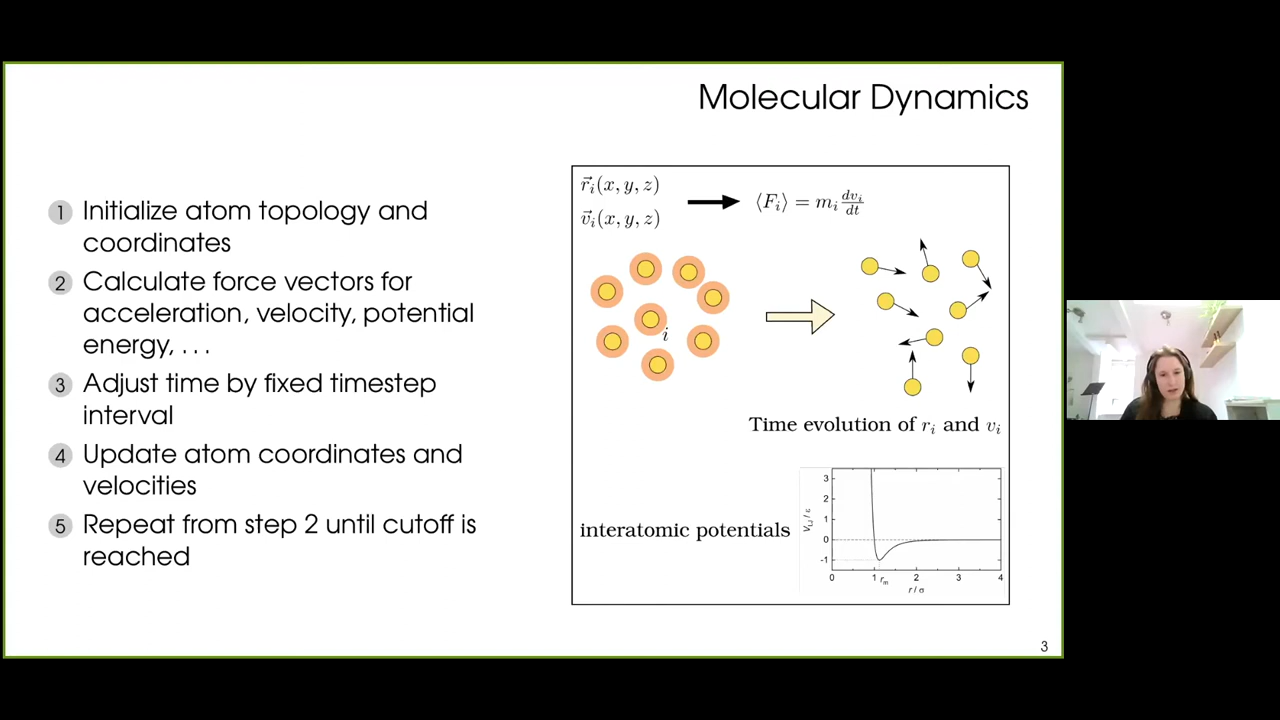 Molecular Dynamics
1 Initialize atom topology and
coordinates
2 Calculate force vectors for
acceleration, velocity, potential
energy, . . .
3 Adjust time by fixed timestep
interval
4 Update atom coordinates and
velocities
5 Repeat from step 2 until cutoff is
reached
r⃗ᵢ(x, y, z)
v⃗ᵢ(x, y, z)
⟨Fᵢ⟩ = mᵢ dvᵢ/dt
i
Time evolution of rᵢ and vᵢ
interatomic potentials
V_LJ / ε
3
2
1
0
-1
0 1 rₘ 2 3 4
r / σ
3